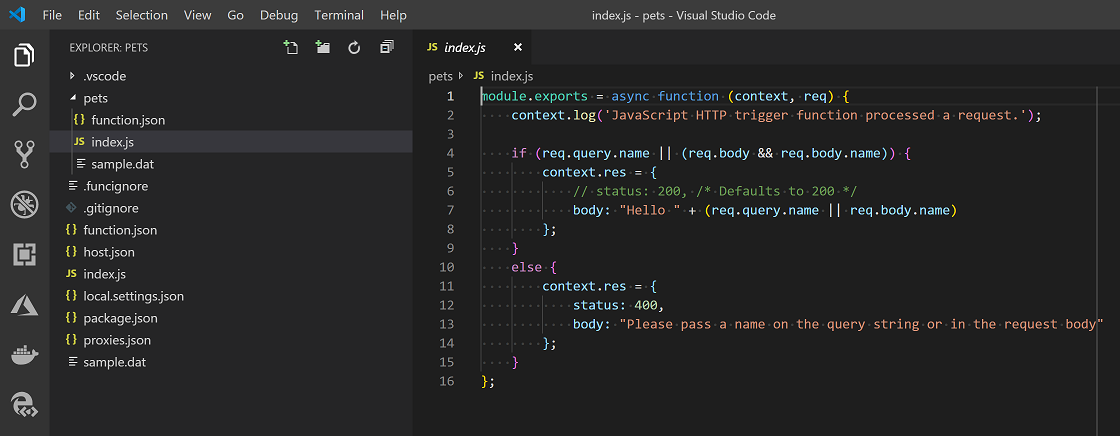 File Edit Selection View Go Debug Terminal Help
index.js - pets - Visual Studio Code
EXPLORER: PETS
.vscode
pets
{} function.json
JS index.js
sample.dat
.funcignore
.gitignore
{} function.json
{} host.json
JS index.js
{} local.settings.json
{} package.json
{} proxies.json
sample.dat
JS index.js ×
pets JS index.js
1 module.exports = async function (context, req) {
2     context.log('JavaScript HTTP trigger function processed a request.');
3
4     if (req.query.name || (req.body && req.body.name)) {
5         context.res = {
6             // status: 200, /* Defaults to 200 */
7             body: "Hello " + (req.query.name || req.body.name)
8         };
9     }
10     else {
11         context.res = {
12             status: 400,
13             body: "Please pass a name on the query string or in the request body"
14         };
15     }
16 };